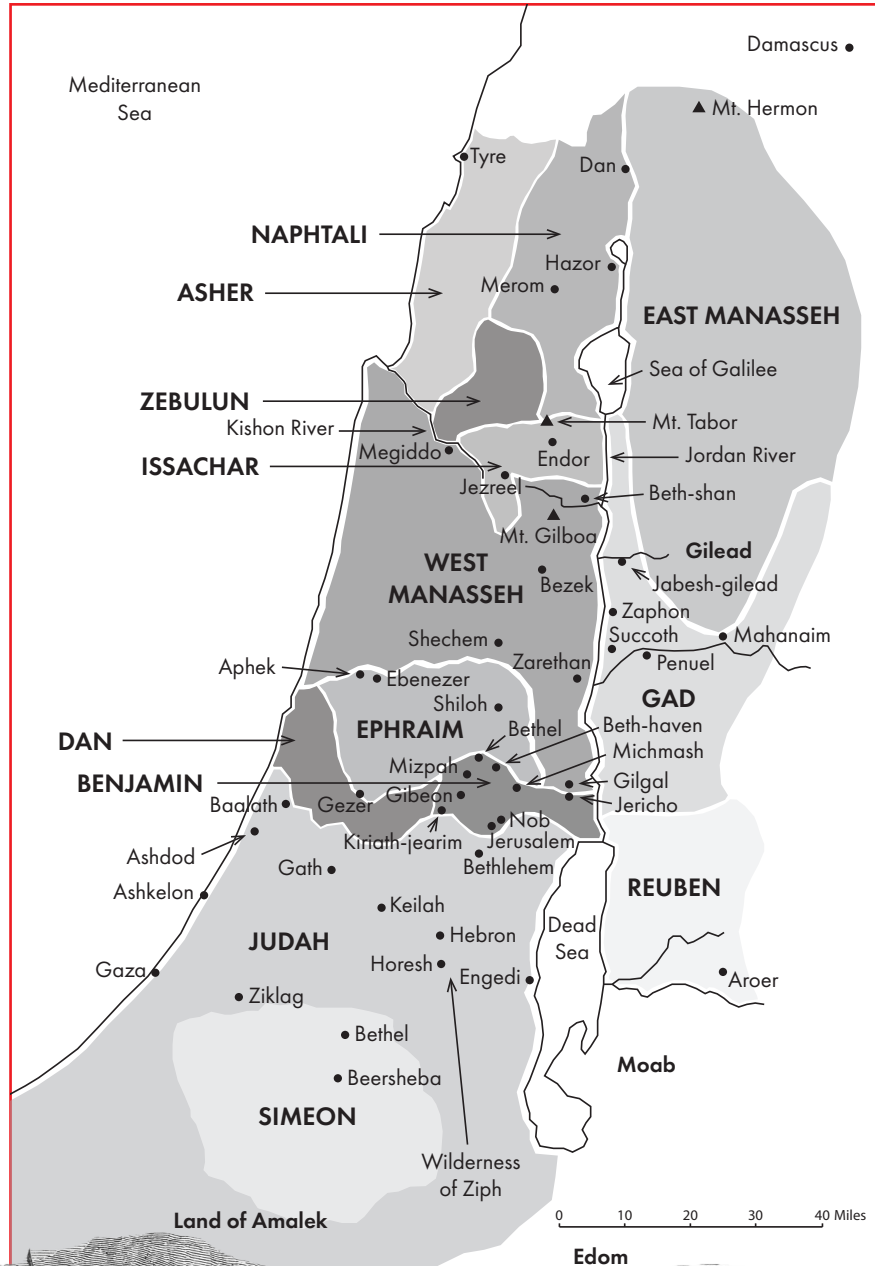 Damascus
Mediterranean
Sea
Mt. Hermon
Tyre
Dan
NAPHTALI
Hazor
Merom
ASHER
EAST MANASSEH
Sea of Galilee
ZEBULUN
Mt. Tabor
Kishon River
Megiddo
Endor
Jordan River
ISSACHAR
Jezreel
Beth-shan
Mt. Gilboa
Gilead
WEST
MANASSEH
Bezek
Jabesh-gilead
Zaphon
Succoth
Mahanaim
Shechem
Zarethan
Penuel
Aphek
Ebenezer
GAD
Shiloh
EPHRAIM
Bethel
Beth-haven
DAN
Michmash
Mizpah
BENJAMIN
Gilgal
Gibeon
Baalath
Gezer
Jericho
Nob
Kiriath-jearim
Jerusalem
Ashdod
Bethlehem
Gath
REUBEN
Ashkelon
Keilah
Dead
Sea
JUDAH
Hebron
Horesh
Gaza
Engedi
Aroer
Ziklag
Bethel
Moab
Beersheba
SIMEON
Wilderness
of Ziph
Land of Amalek
0 10 20 30 40 Miles
Edom